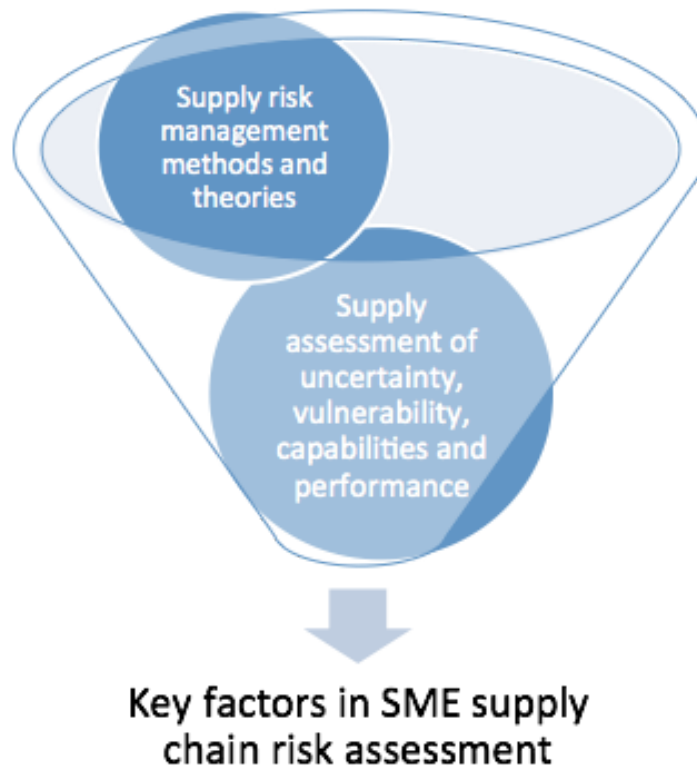 Supply risk
management
methods and
theories
Supply
assessment of
uncertainty,
vulnerability,
capabilities and
performance
Key factors in SME supply
chain risk assessment